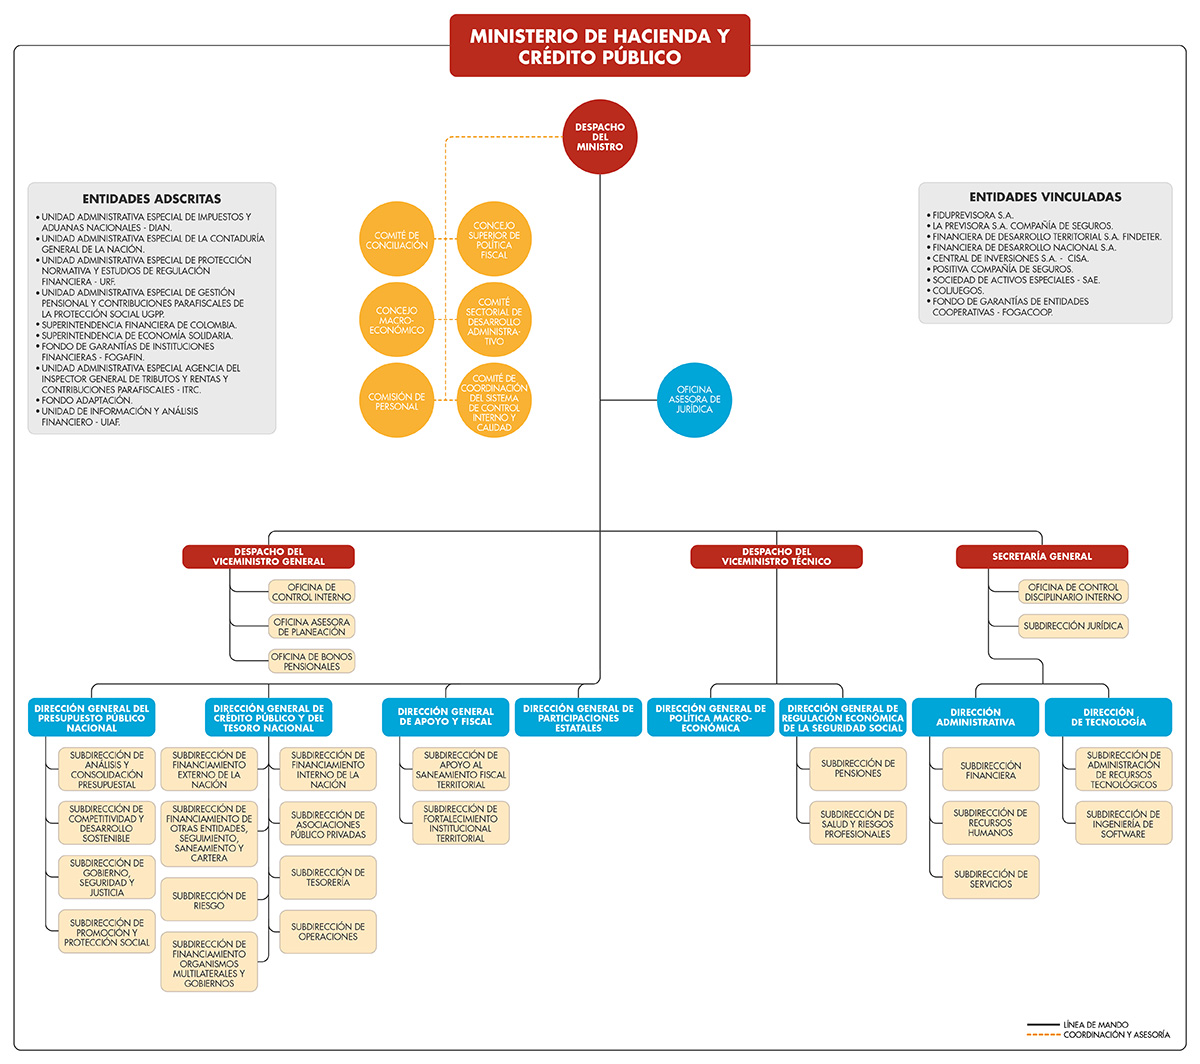 MINISTERIO DE HACIENDA Y
CRÉDITO PÚBLICO
DESPACHO
DEL
MINISTRO
ENTIDADES ADSCRITAS
• UNIDAD ADMINISTRATIVA ESPECIAL DE IMPUESTOS Y
ADUANAS NACIONALES - DIAN.
• UNIDAD ADMINISTRATIVA ESPECIAL DE LA CONTADURÍA
GENERAL DE LA NACIÓN.
• UNIDAD ADMINISTRATIVA ESPECIAL DE PROTECCIÓN
NORMATIVA Y ESTUDIOS DE REGULACIÓN
FINANCIERA - URF.
• UNIDAD ADMINISTRATIVA ESPECIAL DE GESTIÓN
PENSIONAL Y CONTRIBUCIONES PARAFISCALES DE
LA PROTECCIÓN SOCIAL UGPP.
• SUPERINTENDENCIA FINANCIERA DE COLOMBIA.
• SUPERINTENDENCIA DE ECONOMÍA SOLIDARIA.
• FONDO DE GARANTÍAS DE INSTITUCIONES
FINANCIERAS - FOGAFIN.
• UNIDAD ADMINISTRATIVA ESPECIAL AGENCIA DEL
INSPECTOR GENERAL DE TRIBUTOS Y RENTAS Y
CONTRIBUCIONES PARAFISCALES - ITRC.
• FONDO ADAPTACIÓN.
• UNIDAD DE INFORMACIÓN Y ANÁLISIS
FINANCIERO - UIAF.
COMITÉ DE
CONCILIACIÓN
CONCEJO
SUPERIOR DE
POLÍTICA
FISCAL
CONCEJO
MACRO-
ECONÓMICO
COMITÉ
SECTORIAL DE
DESARROLLO
ADMINISTRA-
TIVO
COMISIÓN DE
PERSONAL
COMITÉ DE
COORDINACIÓN
DEL SISTEMA
DE CONTROL
INTERNO Y
CALIDAD
OFICINA
ASESORA DE
JURÍDICA
ENTIDADES VINCULADAS
• FIDUPREVISORA S.A.
• LA PREVISORA S.A. COMPAÑÍA DE SEGUROS.
• FINANCIERA DE DESARROLLO TERRITORIAL S.A. FINDETER.
• FINANCIERA DE DESARROLLO NACIONAL S.A.
• CENTRAL DE INVERSIONES S.A. - CISA.
• POSITIVA COMPAÑÍA DE SEGUROS.
• SOCIEDAD DE ACTIVOS ESPECIALES - SAE.
• COLJUEGOS.
• FONDO DE GARANTÍAS DE ENTIDADES
COOPERATIVAS - FOGACOOP.
DESPACHO DEL
VICEMINISTRO GENERAL
OFICINA DE
CONTROL INTERNO
OFICINA ASESORA
DE PLANEACIÓN
OFICINA DE BONOS
PENSIONALES
DESPACHO DEL
VICEMINISTRO TÉCNICO
SECRETARÍA GENERAL
OFICINA DE CONTROL
DISCIPLINARIO INTERNO
SUBDIRECCIÓN JURÍDICA
DIRECCIÓN GENERAL DEL
PRESUPUESTO PÚBLICO
NACIONAL
SUBDIRECCIÓN DE
ANÁLISIS Y
CONSOLIDACIÓN
PRESUPUESTAL
SUBDIRECCIÓN DE
COMPETITIVIDAD Y
DESARROLLO
SOSTENIBLE
SUBDIRECCIÓN DE
GOBIERNO,
SEGURIDAD Y
JUSTICIA
SUBDIRECCIÓN DE
PROMOCIÓN Y
PROTECCIÓN SOCIAL
DIRECCIÓN GENERAL DE
CRÉDITO PÚBLICO Y DEL
TESORO NACIONAL
SUBDIRECCIÓN DE
FINANCIAMIENTO
EXTERNO DE LA
NACIÓN
SUBDIRECCIÓN DE
FINANCIAMIENTO DE
OTRAS ENTIDADES,
SEGUIMIENTO,
SANEAMIENTO Y
CARTERA
SUBDIRECCIÓN DE
RIESGO
SUBDIRECCIÓN DE
FINANCIAMIENTO
ORGANISMOS
MULTILATERALES Y
GOBIERNOS
SUBDIRECCIÓN DE
FINANCIAMIENTO
INTERNO DE LA
NACIÓN
SUBDIRECCIÓN DE
ASOCIACIONES
PÚBLICO PRIVADAS
SUBDIRECCIÓN DE
TESORERÍA
SUBDIRECCIÓN DE
OPERACIONES
DIRECCIÓN GENERAL
DE APOYO Y FISCAL
SUBDIRECCIÓN DE
APOYO AL
SANEAMIENTO FISCAL
TERRITORIAL
SUBDIRECCIÓN DE
FORTALECIMIENTO
INSTITUCIONAL
TERRITORIAL
DIRECCIÓN GENERAL DE
PARTICIPACIONES
ESTATALES
DIRECCIÓN GENERAL DE
POLÍTICA MACRO-
ECONÓMICA
DIRECCIÓN GENERAL DE
REGULACIÓN ECONÓMICA
DE LA SEGURIDAD SOCIAL
SUBDIRECCIÓN DE
PENSIONES
SUBDIRECCIÓN DE
SALUD Y RIESGOS
PROFESIONALES
DIRECCIÓN
ADMINISTRATIVA
SUBDIRECCIÓN
FINANCIERA
SUBDIRECCIÓN
DE RECURSOS
HUMANOS
SUBDIRECCIÓN DE
SERVICIOS
DIRECCIÓN
DE TECNOLOGÍA
SUBDIRECCIÓN DE
ADMINISTRACIÓN
DE RECURSOS
TECNOLÓGICOS
SUBDIRECCIÓN
DE INGENIERÍA DE
SOFTWARE
LÍNEA DE MANDO
COORDINACIÓN Y ASESORÍA